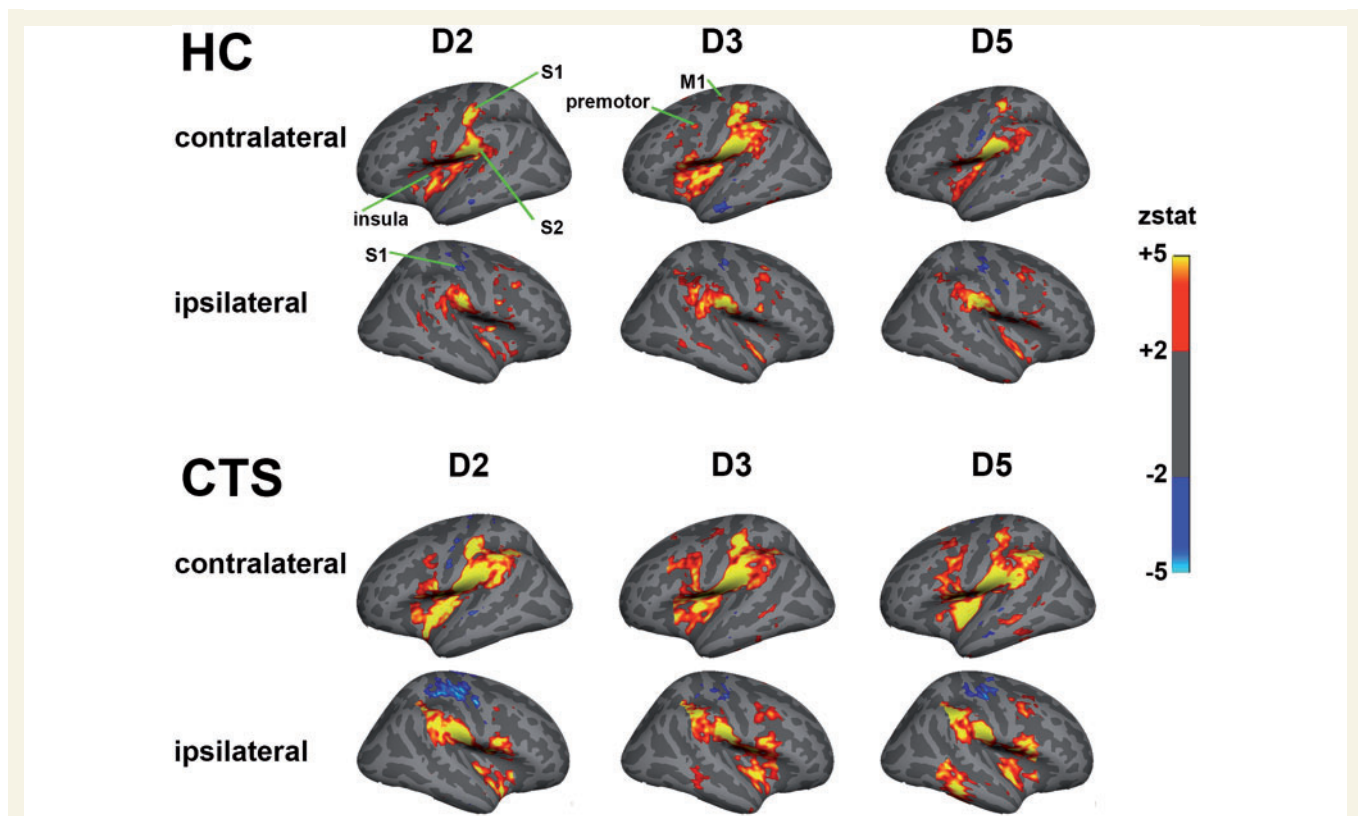 HC
D2
D3
D5
S1
M1
premotor
contralateral
insula
S2
zstat
S1
+5
ipsilateral
+2
CTS
D2
D3
D5
-2
contralateral
-5
ipsilateral